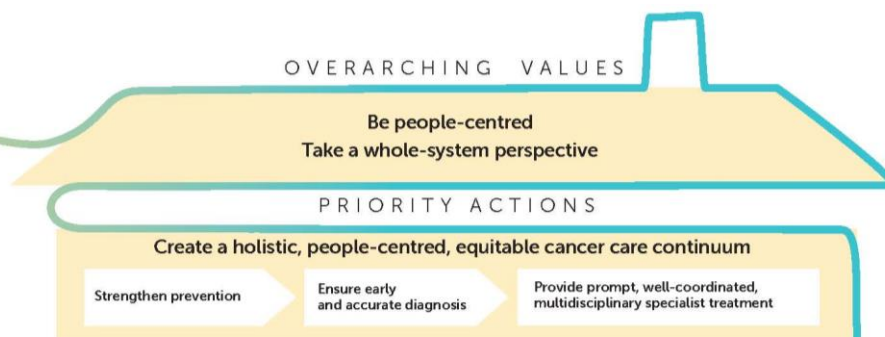 OVERARCHING VALUES
Be people-centred
Take a whole-system perspective
PRIORITY ACTIONS
Create a holistic, people-centred, equitable cancer care continuum
Strengthen prevention
Ensure early
and accurate diagnosis
Provide prompt, well-coordinated,
multidisciplinary specialist treatment